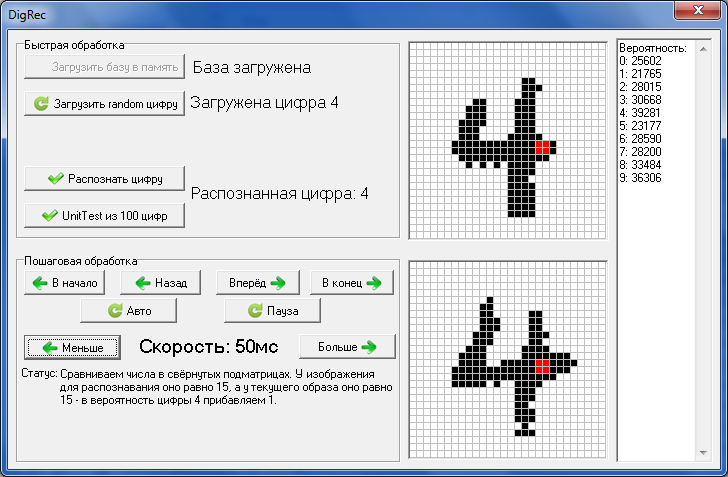 DigRec
Быстрая обработка
Загрузить базу в память
База загружена
Загрузить random цифру
Загружена цифра 4
Распознать цифру
Распознанная цифра: 4
UnitTest из 100 цифр
Пошаговая обработка
В начало
Назад
Вперёд
В конец
Авто
Пауза
Меньше
Скорость: 50мс
Больше
Статус: Сравниваем числа в свёрнутых подматрицах. У изображения
для распознавания оно равно 15, а у текущего образа оно равно
15 - в вероятность цифры 4 прибавляем 1.
Вероятность:
0: 25602
1: 21765
2: 28015
3: 30668
4: 39281
5: 23177
6: 28590
7: 28200
8: 33484
9: 36306